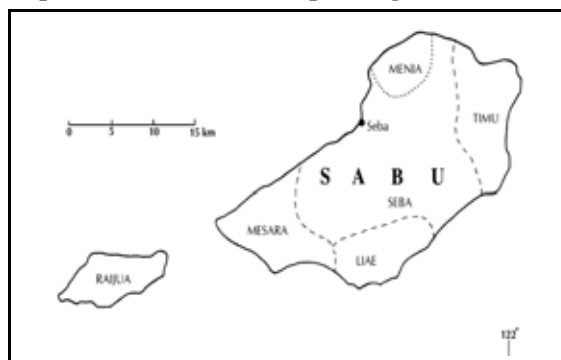 MENIA
TIMU
Seba
0 5 10 15 km
S A B U
SEBA
MESARA
LIAE
RAIJUA
122°